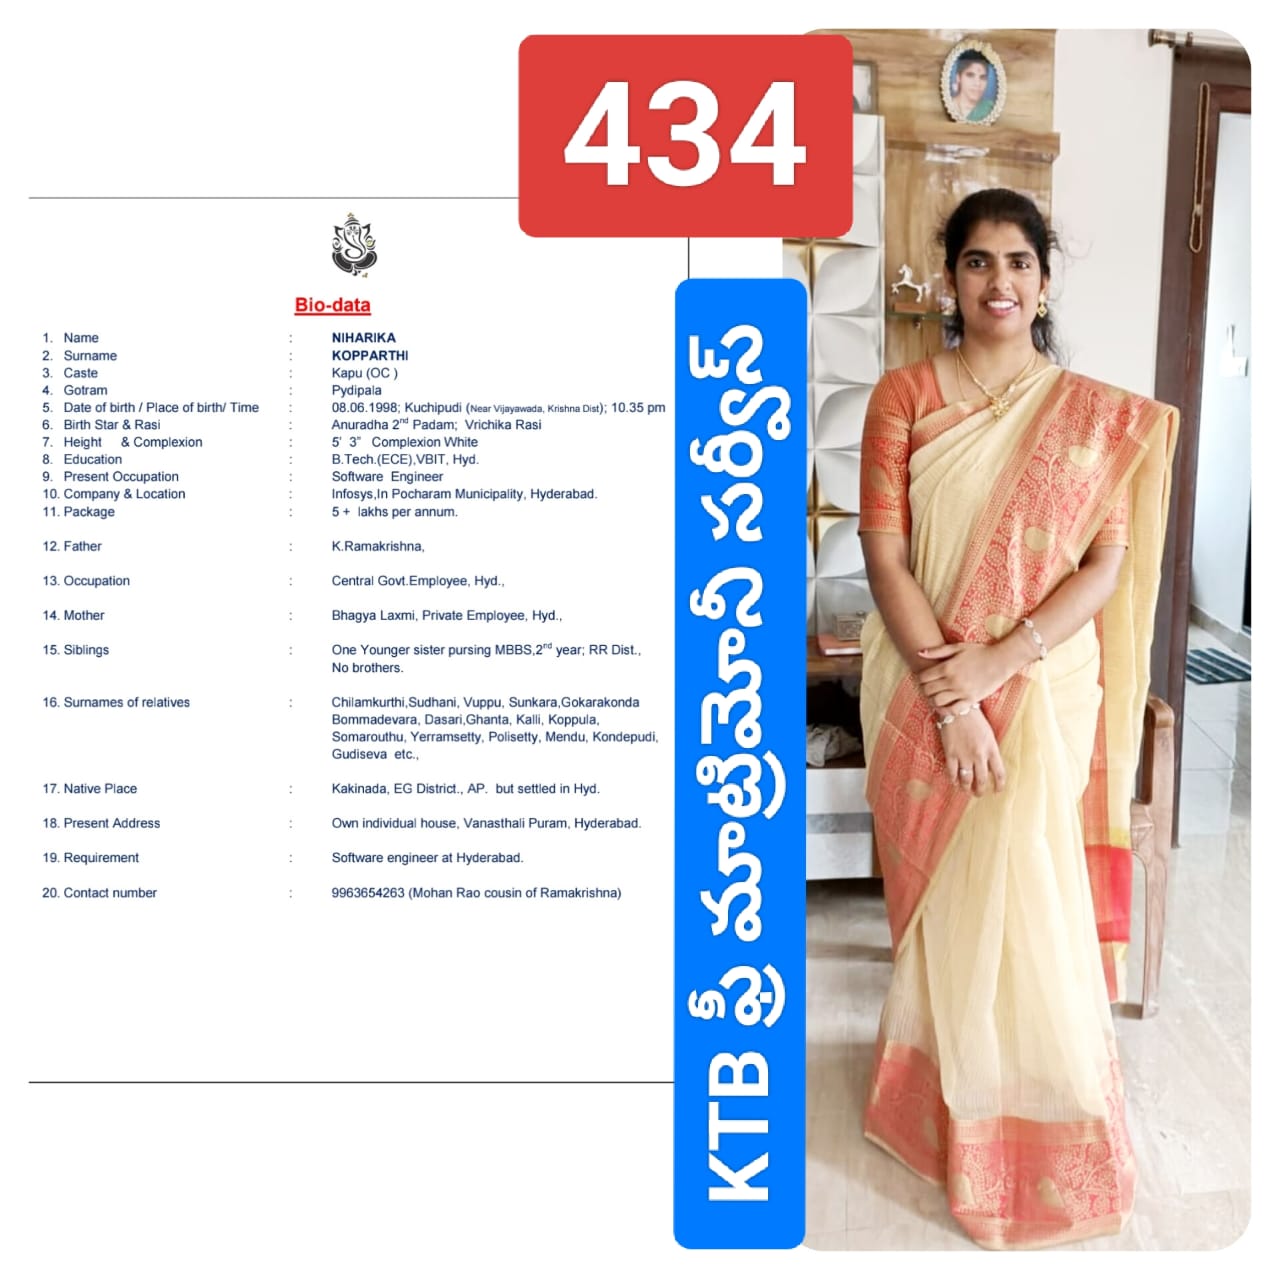 434
Bio-data
1. Name : NIHARIKA
2. Surname : KOPPARTHI
3. Caste : Kapu (OC )
4. Gotram : Pydipala
5. Date of birth / Place of birth/ Time : 08.06.1998; Kuchipudi (Near Vijayawada, Krishna Dist); 10.35 pm
6. Birth Star & Rasi : Anuradha 2nd Padam; Vrichika Rasi
7. Height & Complexion : 5' 3" Complexion White
8. Education : B.Tech.(ECE),VBIT, Hyd.
9. Present Occupation : Software Engineer
10. Company & Location : Infosys,In Pocharam Municipality, Hyderabad.
11. Package : 5 + lakhs per annum.
12. Father : K.Ramakrishna,
13. Occupation : Central Govt.Employee, Hyd.,
14. Mother : Bhagya Laxmi, Private Employee, Hyd.,
15. Siblings : One Younger sister pursing MBBS,2nd year; RR Dist.,
No brothers.
16. Surnames of relatives : Chilamkurthi,Sudhani, Vuppu, Sunkara,Gokarakonda
Bommadevara, Dasari,Ghanta, Kalli, Koppula,
Somarouthu, Yerramsetty, Polisetty, Mendu, Kondepudi,
Gudiseva etc.,
17. Native Place : Kakinada, EG District., AP. but settled in Hyd.
18. Present Address : Own individual house, Vanasthali Puram, Hyderabad.
19. Requirement : Software engineer at Hyderabad.
20. Contact number : 9963654263 (Mohan Rao cousin of Ramakrishna)
KTB ఫ్రీ మాట్రిమోనీ సర్వీస్